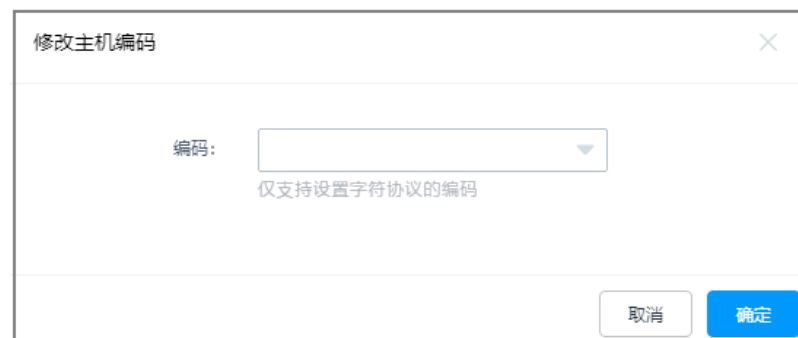 修改主机编码
编码:
仅支持设置字符协议的编码
取消 确定